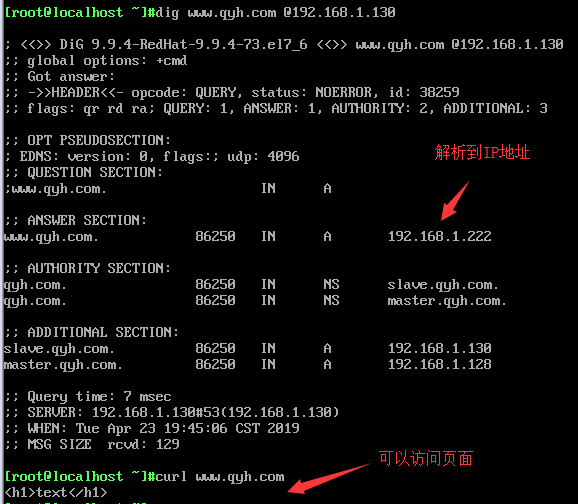 [root@localhost ~]#dig www.qyh.com @192.168.1.130
; <<>> DiG 9.9.4-RedHat-9.9.4-73.el7_6 <<>> www.qyh.com @192.168.1.130
;; global options: +cmd
;; Got answer:
;; ->>HEADER<<- opcode: QUERY, status: NOERROR, id: 38259
;; flags: qr rd ra; QUERY: 1, ANSWER: 1, AUTHORITY: 2, ADDITIONAL: 3
;; OPT PSEUDOSECTION:
; EDNS: version: 0, flags:; udp: 4096
解析到IP地址
;; QUESTION SECTION:
;www.qyh.com. IN A
;; ANSWER SECTION:
www.qyh.com. 86250 IN A 192.168.1.222
;; AUTHORITY SECTION:
qyh.com. 86250 IN NS slave.qyh.com.
qyh.com. 86250 IN NS master.qyh.com.
;; ADDITIONAL SECTION:
slave.qyh.com. 86250 IN A 192.168.1.130
master.qyh.com. 86250 IN A 192.168.1.128
;; Query time: 7 msec
;; SERVER: 192.168.1.130#53(192.168.1.130)
;; WHEN: Tue Apr 23 19:45:06 CST 2019
;; MSG SIZE rcvd: 129
可以访问页面
[root@localhost ~]#curl www.qyh.com
<h1>text</h1>